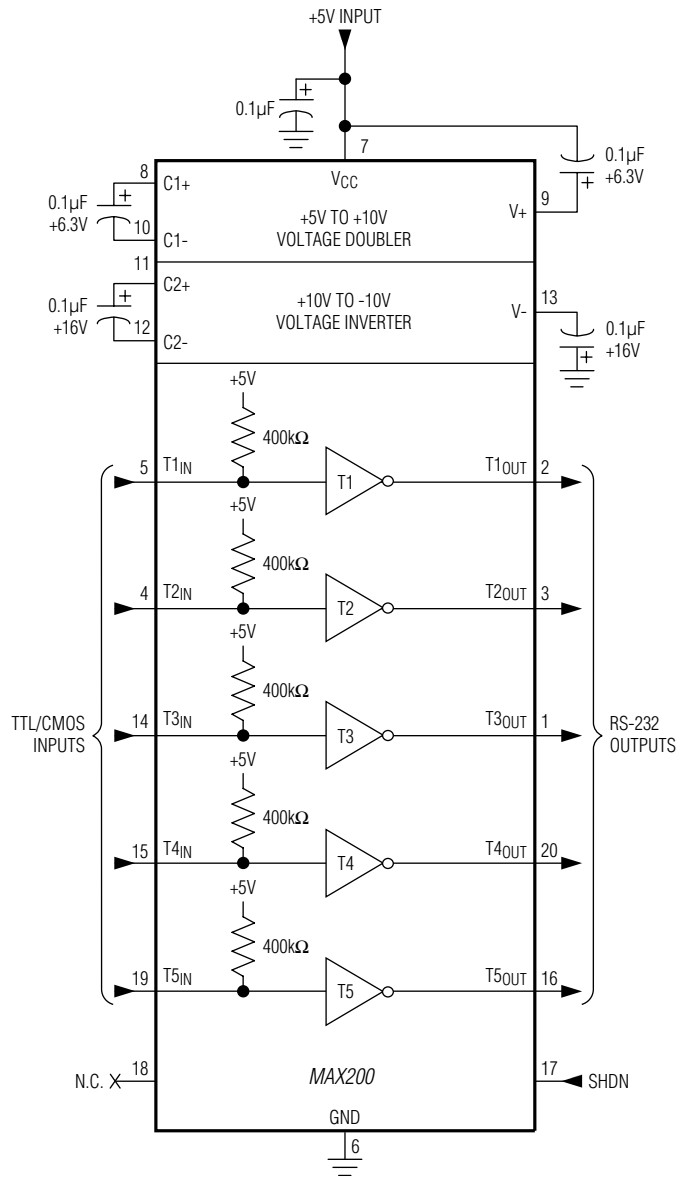 +5V INPUT
0.1µF
7
0.1µF
+6.3V
8
C1+
VCC
0.1µF
+6.3V
10
C1-
+5V TO +10V
VOLTAGE DOUBLER
V+
9
11
C2+
0.1µF
+16V
12
C2-
+10V TO -10V
VOLTAGE INVERTER
V-
13
0.1µF
+16V
+5V
400kΩ
5
T1IN
T1
T1OUT
2
+5V
400kΩ
4
T2IN
T2
T2OUT
3
+5V
400kΩ
TTL/CMOS
INPUTS
14
T3IN
T3
T3OUT
1
RS-232
OUTPUTS
+5V
400kΩ
15
T4IN
T4
T4OUT
20
+5V
400kΩ
19
T5IN
T5
T5OUT
16
N.C.
18
MAX200
17
SHDN
GND
6